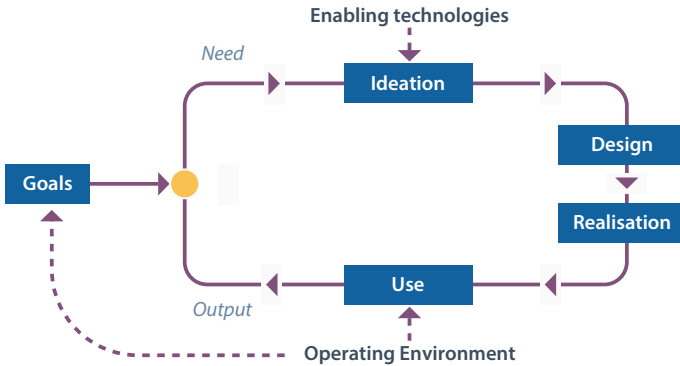 Enabling technologies
Need
Ideation
Design
Goals
Realisation
Use
Output
Operating Environment